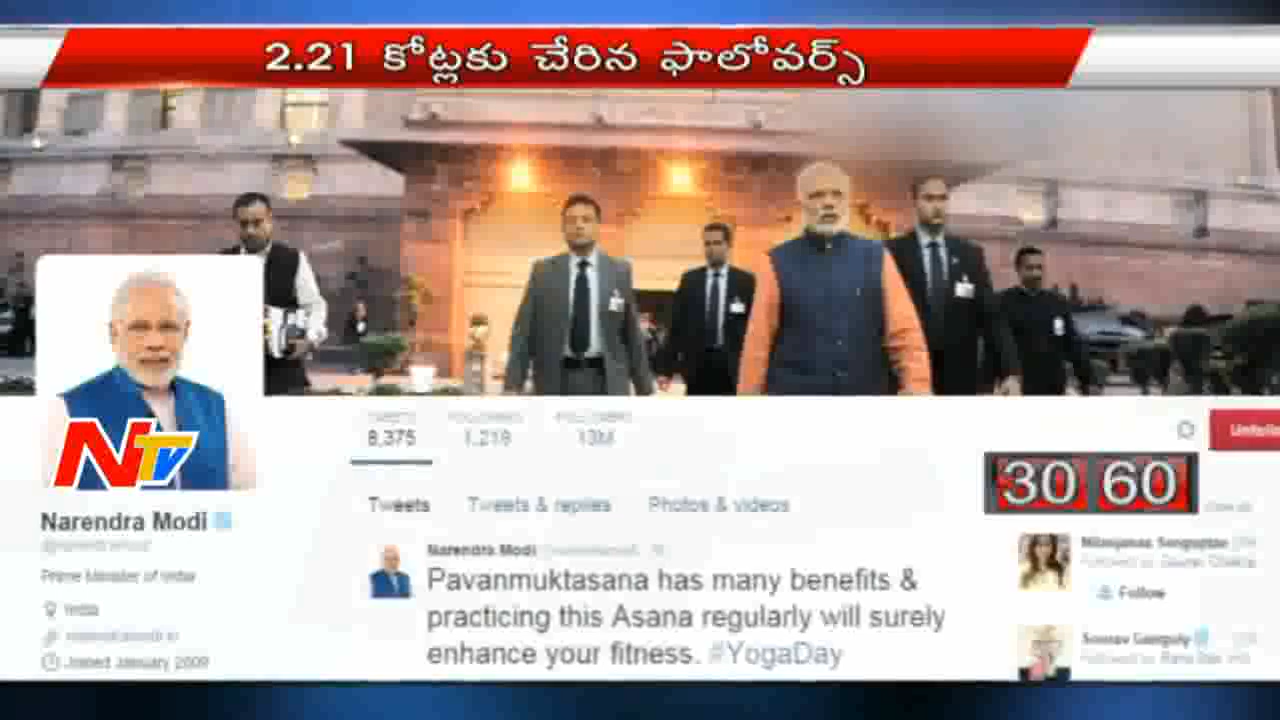 2.21 కోట్లకు చేరిన ఫాలోవర్స్
NTV
TWEETS
8,375 1,218 13M
Unfollow
30 60
Tweets Tweets & replies Photos & videos
Narendra Modi
Prime Minister of India
India
Joined January 2009
Narendra Modi
Pavanmuktasana has many benefits &
practicing this Asana regularly will surely
enhance your fitness. #YogaDay
Follow
Sourav Ganguly